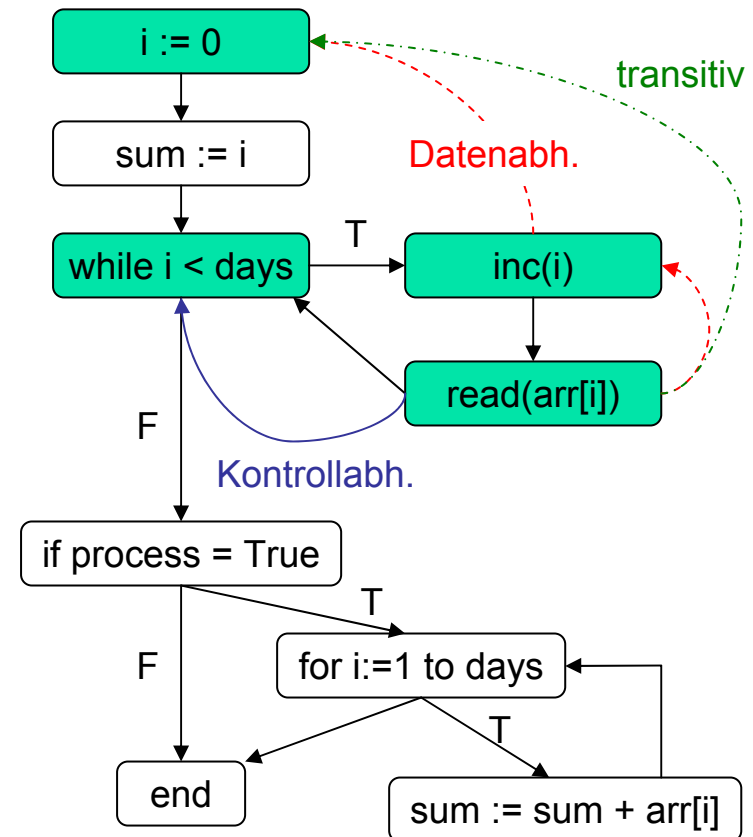 i := 0
transitiv
sum := i
Datenabh.
while i < days
T
inc(i)
read(arr[i])
F
Kontrollabh.
if process = True
T
F
for i:=1 to days
T
end
sum := sum + arr[i]